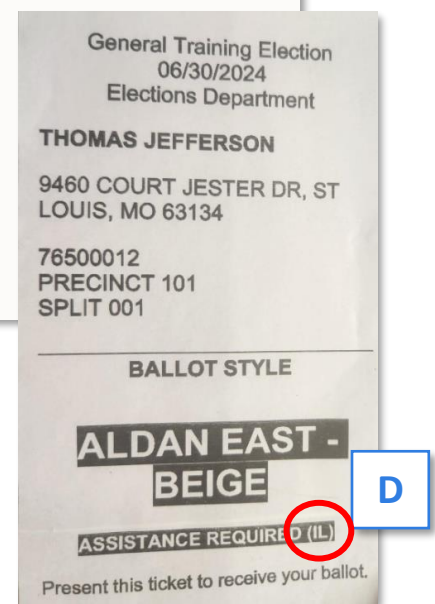 General Training Election
06/30/2024
Elections Department
THOMAS JEFFERSON
9460 COURT JESTER DR, ST
LOUIS, MO 63134
76500012
PRECINCT 101
SPLIT 001
BALLOT STYLE
ALDAN EAST -
BEIGE
D
ASSISTANCE REQUIRED (IL)
Present this ticket to receive your ballot.